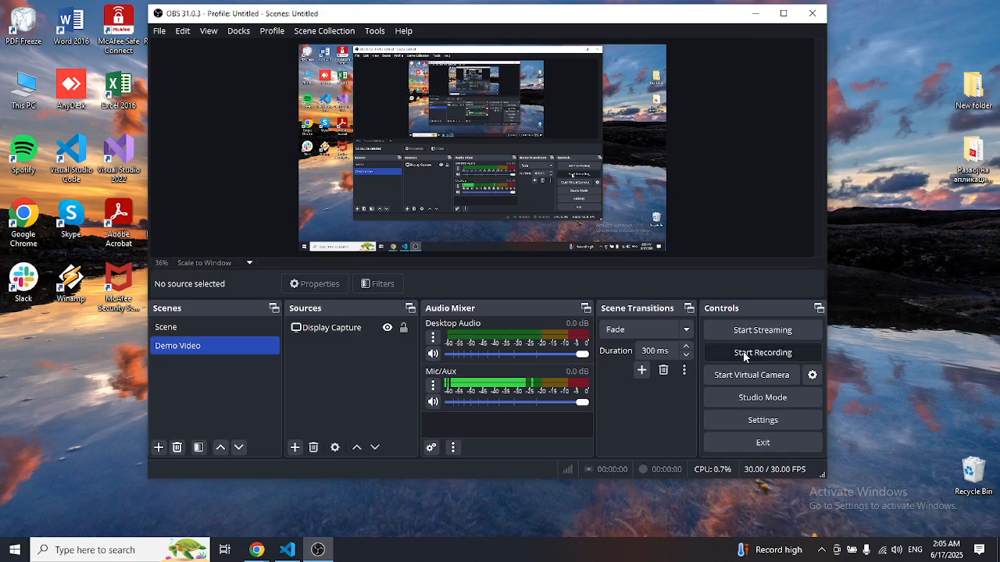 PDF Freeze
Word 2016
McAfee Safe Connect
This PC
AnyDesk
Excel 2016
Spotify
Visual Studio Code
Visual Studio 2022
Google Chrome
Skype
Adobe Acrobat
Slack
Winamp
McAfee Security Sc...
OBS 31.0.3 - Profile: Untitled - Scenes: Untitled
File Edit View Docks Profile Scene Collection Tools Help
36% Scale to Window
No source selected Properties Filters
Scenes
Scene
Demo Video
Sources
Display Capture
Audio Mixer
Desktop Audio 0.0 dB
-60 -55 -50 -45 -40 -35 -30 -25 -20 -15 -10 -5 0
Mic/Aux 0.0 dB
-60 -55 -50 -45 -40 -35 -30 -25 -20 -15 -10 -5 0
Scene Transitions
Fade
Duration 300 ms
Controls
Start Streaming
Start Recording
Start Virtual Camera
Studio Mode
Settings
Exit
00:00:00 00:00:00 CPU: 0.7% 30.00 / 30.00 FPS
New folder
Развој на
апликаци...
Recycle Bin
Activate Windows
Go to Settings to activate Windows.
Type here to search
Record high
ENG
2:05 AM
6/17/2025